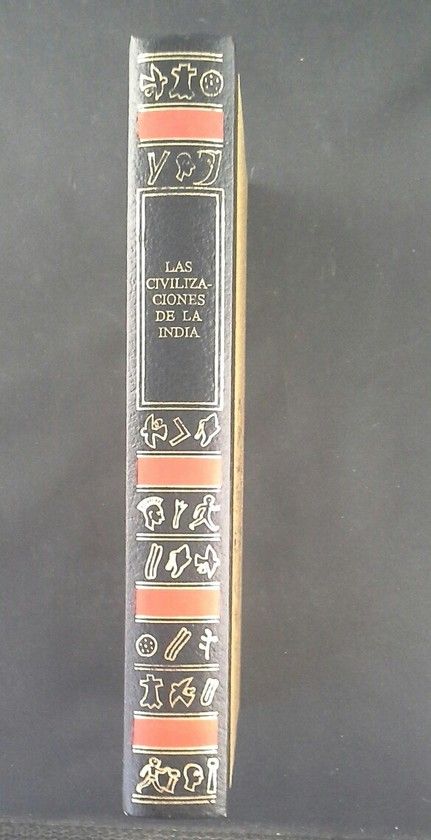 LAS
CIVILIZA-
CIONES
DE LA
INDIA